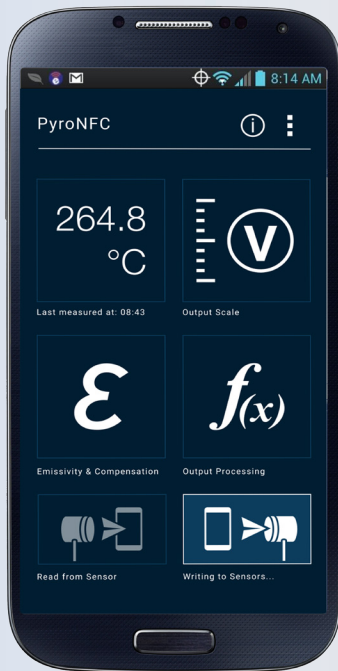 8:14 AM
PyroNFC
264.8
°C
V
Last measured at: 08:43
Output Scale
ε
f(x)
Emissivity & Compensation
Output Processing
Read from Sensor
Writing to Sensors...